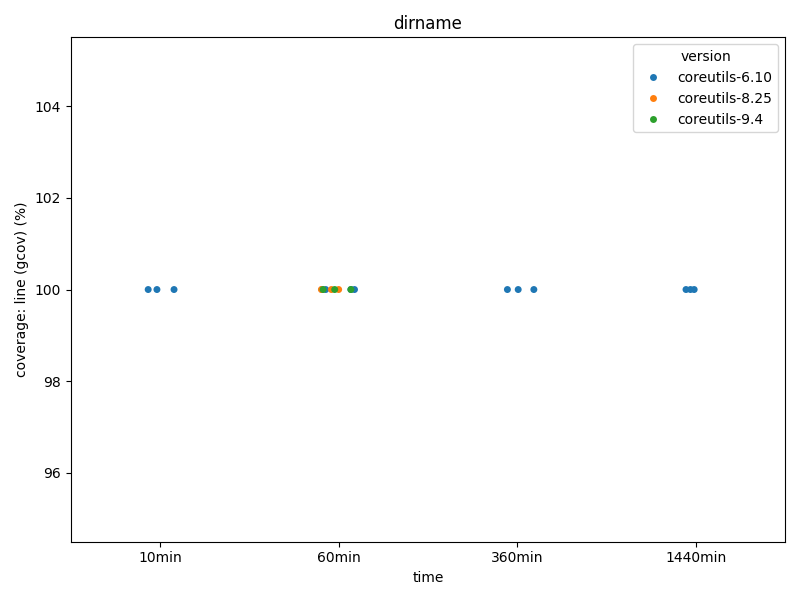 dirname
version
coreutils-6.10
coreutils-8.25
coreutils-9.4
coverage: line (gcov) (%)
104
102
100
98
96
10min
60min
360min
1440min
time